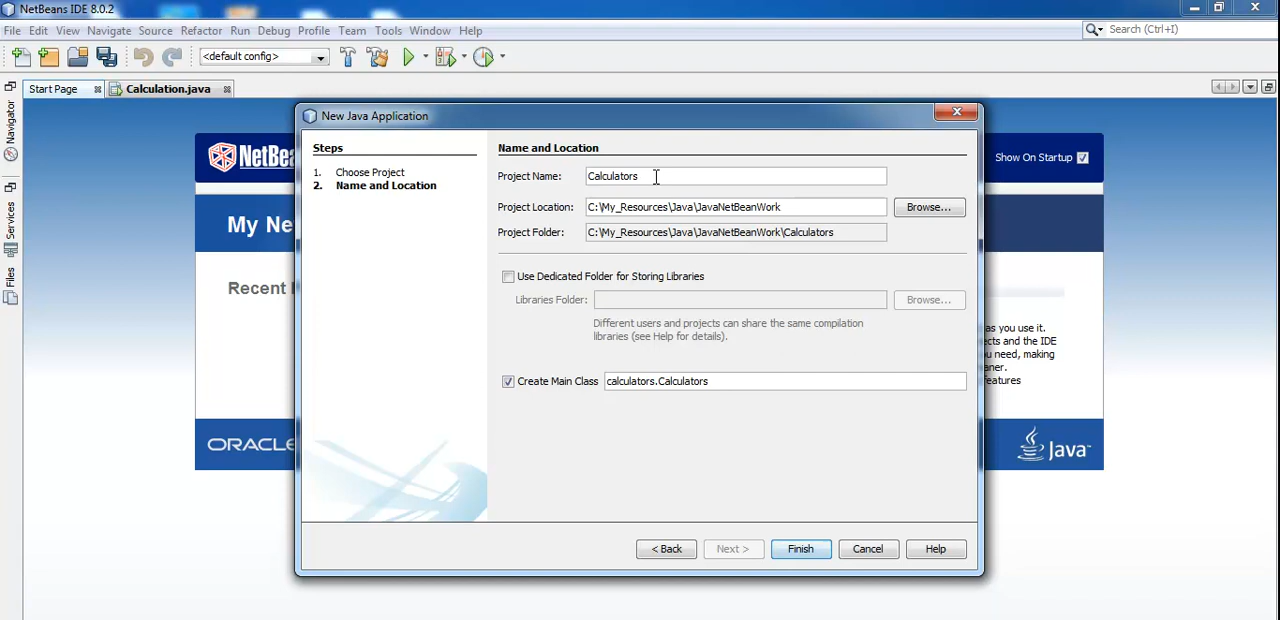 NetBeans IDE 8.0.2
File Edit View Navigate Source Refactor Run Debug Profile Team Tools Window Help
Search (Ctrl+I)
<default config>
Start Page
Calculation.java
Navigator
Services
Files
NetBea
Show On Startup
My Ne
Recent
as you use it.
cts and the IDE
u need, making
aner.
features
ORACLE
Java
New Java Application
Steps
1. Choose Project
2. Name and Location
Name and Location
Project Name: Calculators
Project Location: C:\My_Resources\Java\JavaNetBeanWork Browse...
Project Folder: C:\My_Resources\Java\JavaNetBeanWork\Calculators
Use Dedicated Folder for Storing Libraries
Libraries Folder: Browse...
Different users and projects can share the same compilation
libraries (see Help for details).
Create Main Class calculators.Calculators
< Back Next > Finish Cancel Help